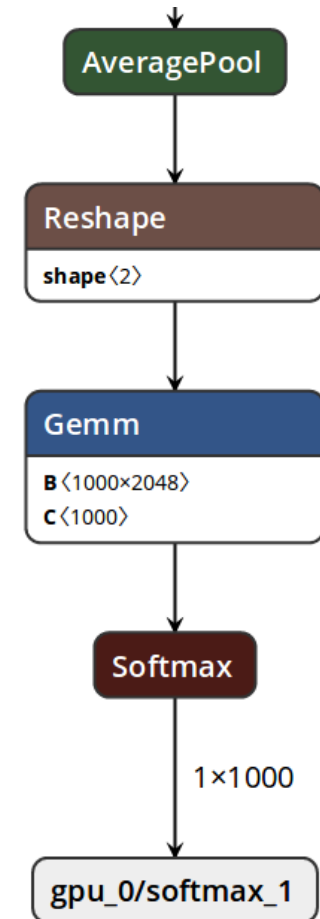 AveragePool
Reshape
shape〈2〉
Gemm
B〈1000×2048〉
C〈1000〉
Softmax
1×1000
gpu_0/softmax_1